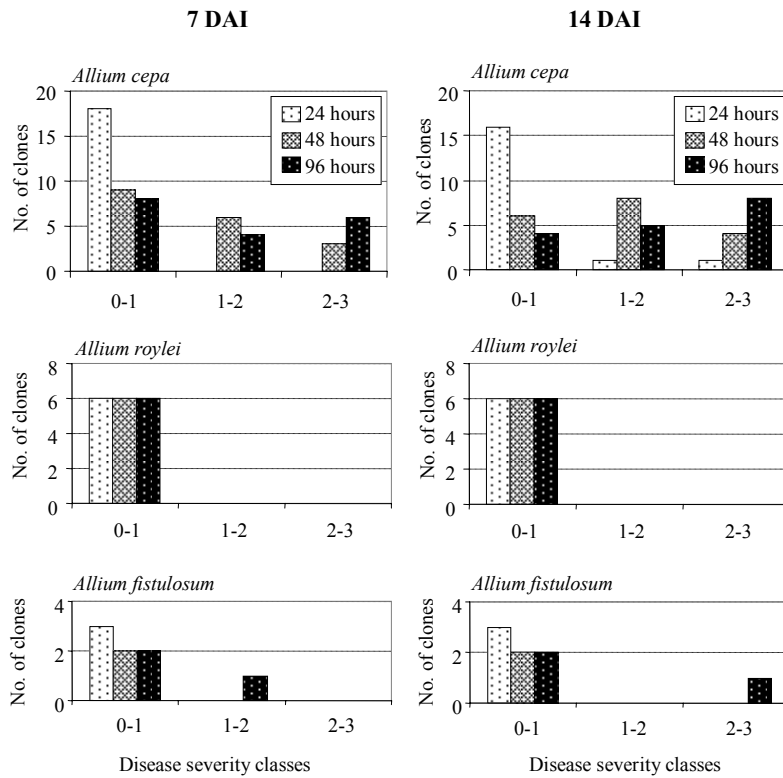 7 DAI
14 DAI
Allium cepa
No. of clones
20
15
10
5
0
24 hours
48 hours
96 hours
0-1
1-2
2-3
Allium cepa
No. of clones
20
15
10
5
0
24 hours
48 hours
96 hours
0-1
1-2
2-3
Allium roylei
No. of clones
8
6
4
2
0
0-1
1-2
2-3
Allium roylei
No. of clones
8
6
4
2
0
0-1
1-2
2-3
Allium fistulosum
No. of clones
4
2
0
0-1
1-2
2-3
Disease severity classes
Allium fistulosum
No. of clones
4
2
0
0-1
1-2
2-3
Disease severity classes